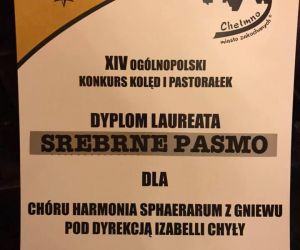 Chełmno
miasto zakochanych®
XIV OGÓLNOPOLSKI
KONKURS KOLĘD I PASTORAŁEK
DYPLOM LAUREATA
SREBRNE PASMO
DLA
CHÓRU HARMONIA SPHAERARUM Z GNIEWU
POD DYREKCJĄ IZABELLI CHYŁY